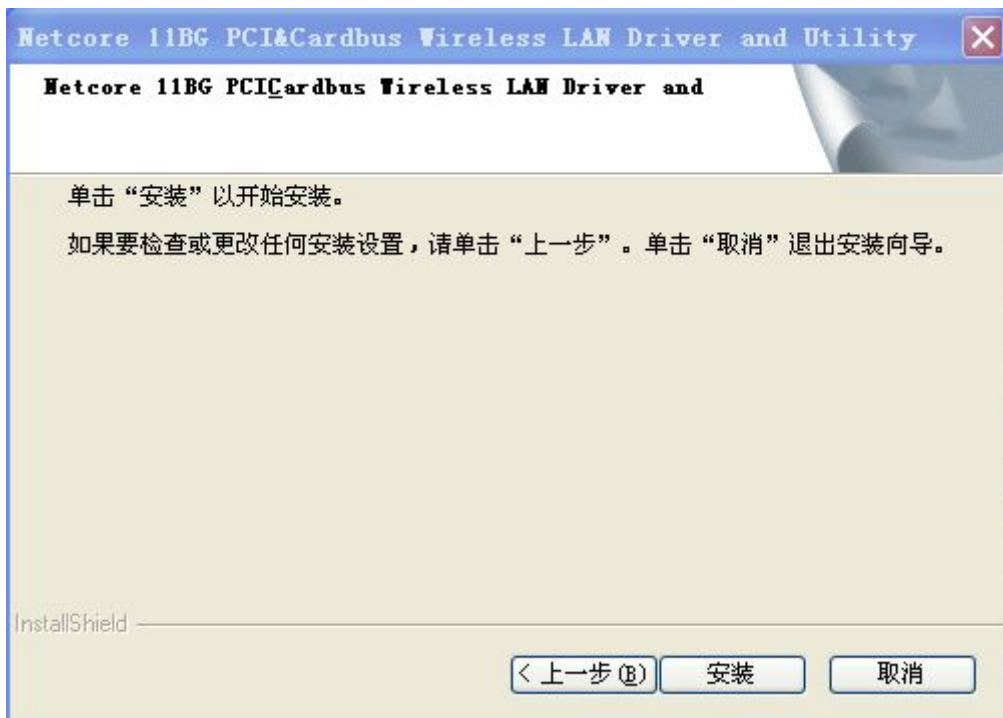 Netcore 11BG PCI&Cardbus Wireless LAN Driver and Utility
Netcore 11BG PCICardbus Wireless LAN Driver and
单击“安装”以开始安装。
如果要检查或更改任何安装设置，请单击“上一步”。单击“取消”退出安装向导。
InstallShield
< 上一步(B) 安装 取消